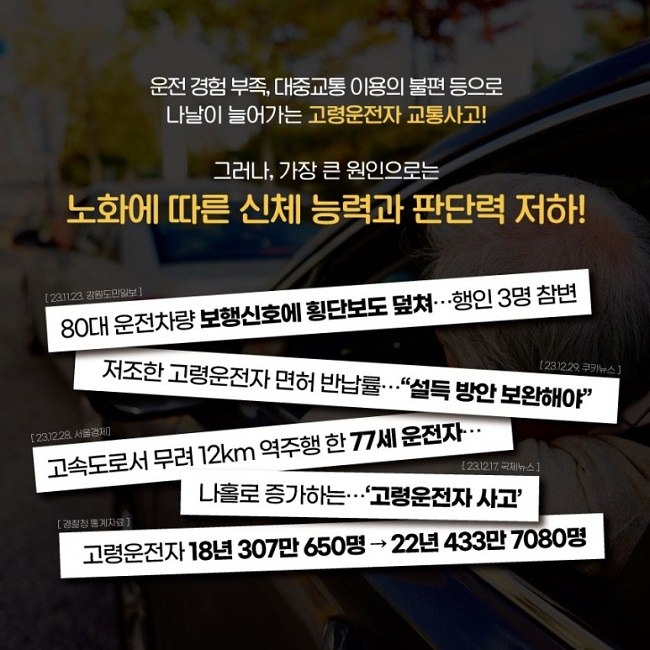 운전 경험 부족, 대중교통 이용의 불편 등으로
나날이 늘어가는 고령운전자 교통사고!
그러나, 가장 큰 원인으로는
노화에 따른 신체 능력과 판단력 저하!
[ 23.11.23. 강원도민일보 ]
80대 운전차량 보행신호에 횡단보도 덮쳐…행인 3명 참변
[ 23.12.29. 쿠키뉴스 ]
저조한 고령운전자 면허 반납률…“설득 방안 보완해야”
[ 23.12.28. 서울경제]
고속도로서 무려 12km 역주행 한 77세 운전자…
[ 23.12.17. 국제뉴스 ]
나홀로 증가하는…‘고령운전자 사고’
[ 경찰청 통계자료 ]
고령운전자 18년 307만 650명 → 22년 433만 7080명